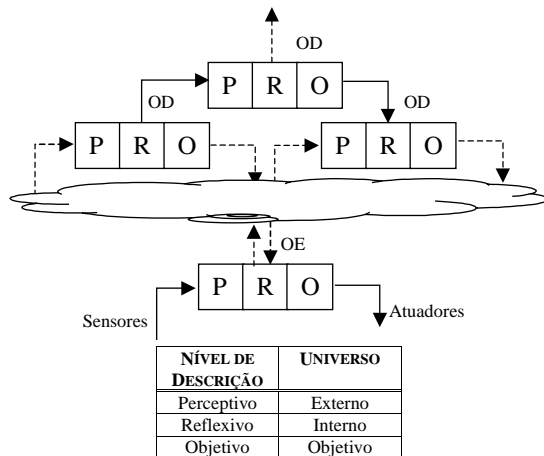 OD
P R O
OD
OD
P R O
P R O
OE
P R O
Sensores
Atuadores
NÍVEL DE DESCRIÇÃO UNIVERSO
Perceptivo Externo
Reflexivo Interno
Objetivo Objetivo